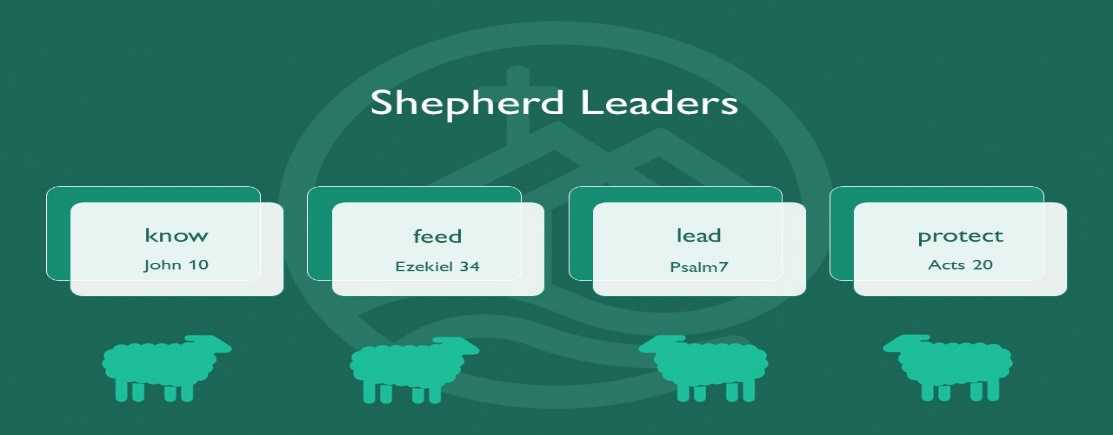 Shepherd Leaders
know
John 10
feed
Ezekiel 34
lead
Psalm7
protect
Acts 20